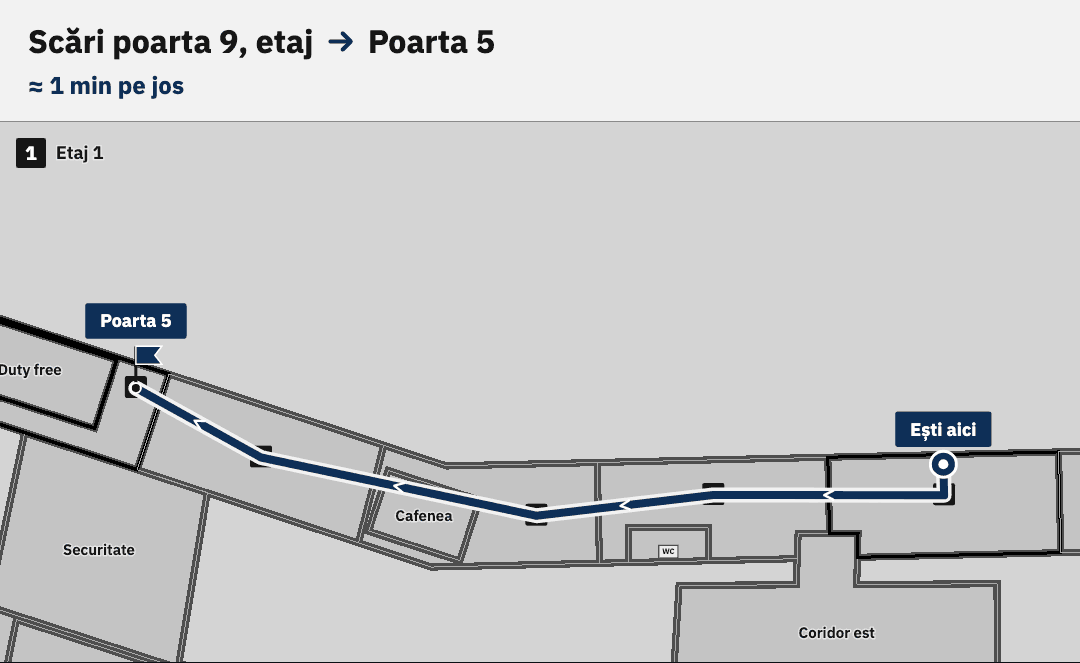 Scări poarta 9, etaj → Poarta 5
≈ 1 min pe jos
1 Etaj 1
Poarta 5
Duty free
Ești aici
Cafenea
Securitate
WC
Coridor est